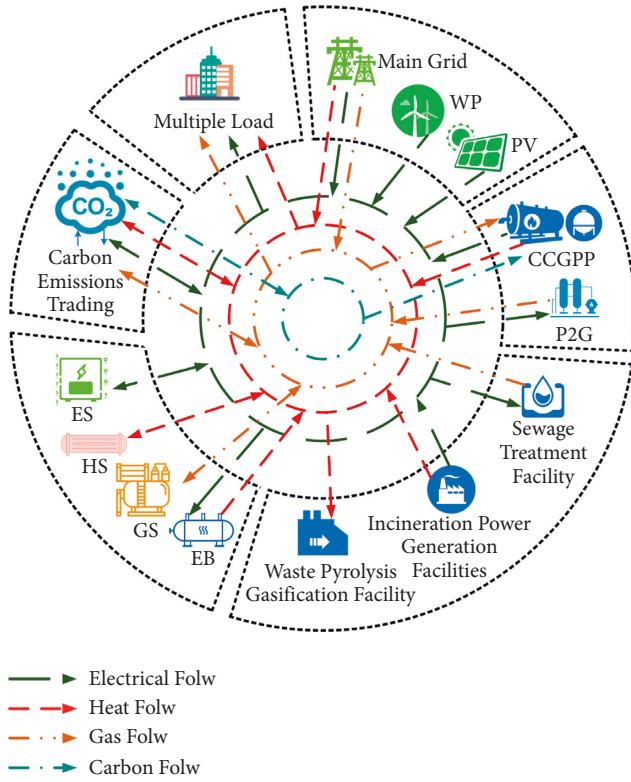 Main Grid
WP
PV
Multiple Load
CO2
Carbon
Emissions
Trading
CCGPP
P2G
ES
HS
GS
EB
Sewage
Treatment
Facility
Incineration Power
Generation
Facilities
Waste Pyrolysis
Gasification Facility
Electrical Folw
Heat Folw
Gas Folw
Carbon Folw